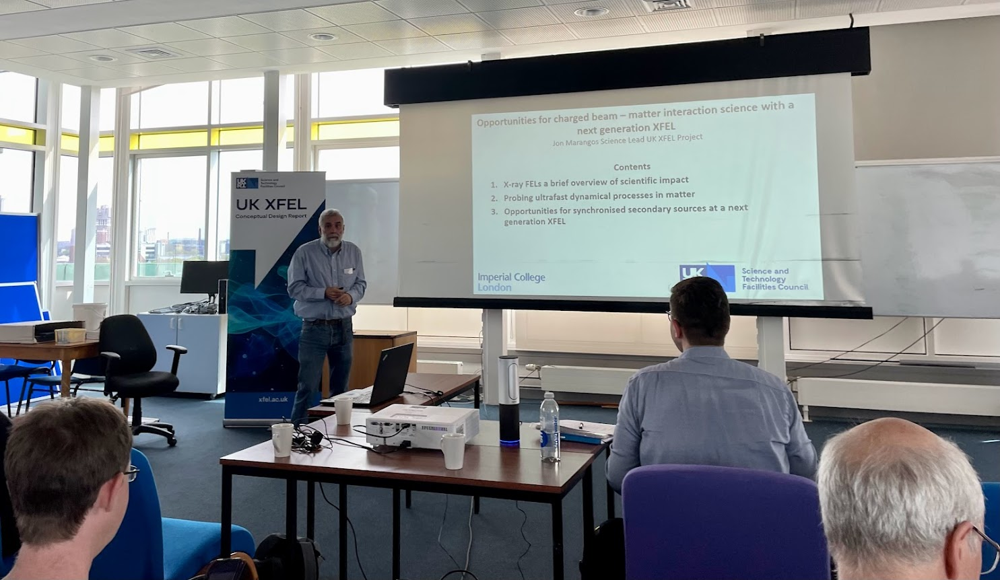 Opportunities for charged beam – matter interaction science with a
next generation XFEL
Jon Marangos Science Lead UK XFEL Project
Contents
1. X-ray FELs a brief overview of scientific impact
2. Probing ultrafast dynamical processes in matter
3. Opportunities for synchronised secondary sources at a next
generation XFEL
Imperial College
London
UK
Science and
Technology
Facilities Council
UK
RI
Science and
Technology
Facilities Council
UK XFEL
Conceptual Design Report
xfel.ac.uk